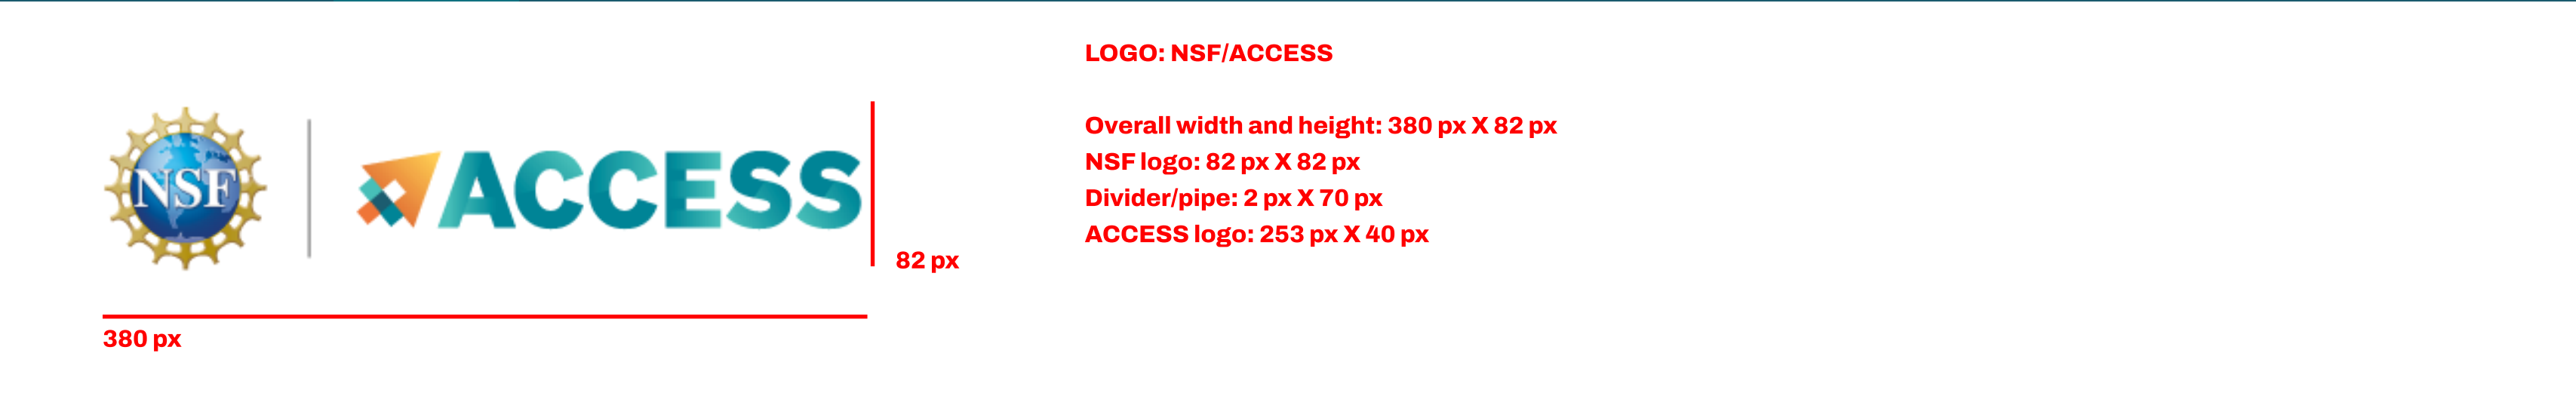 LOGO: NSF/ACCESS
Overall width and height: 380 px X 82 px
NSF logo: 82 px X 82 px
Divider/pipe: 2 px X 70 px
ACCESS logo: 253 px X 40 px
NSF
ACCESS
82 px
380 px